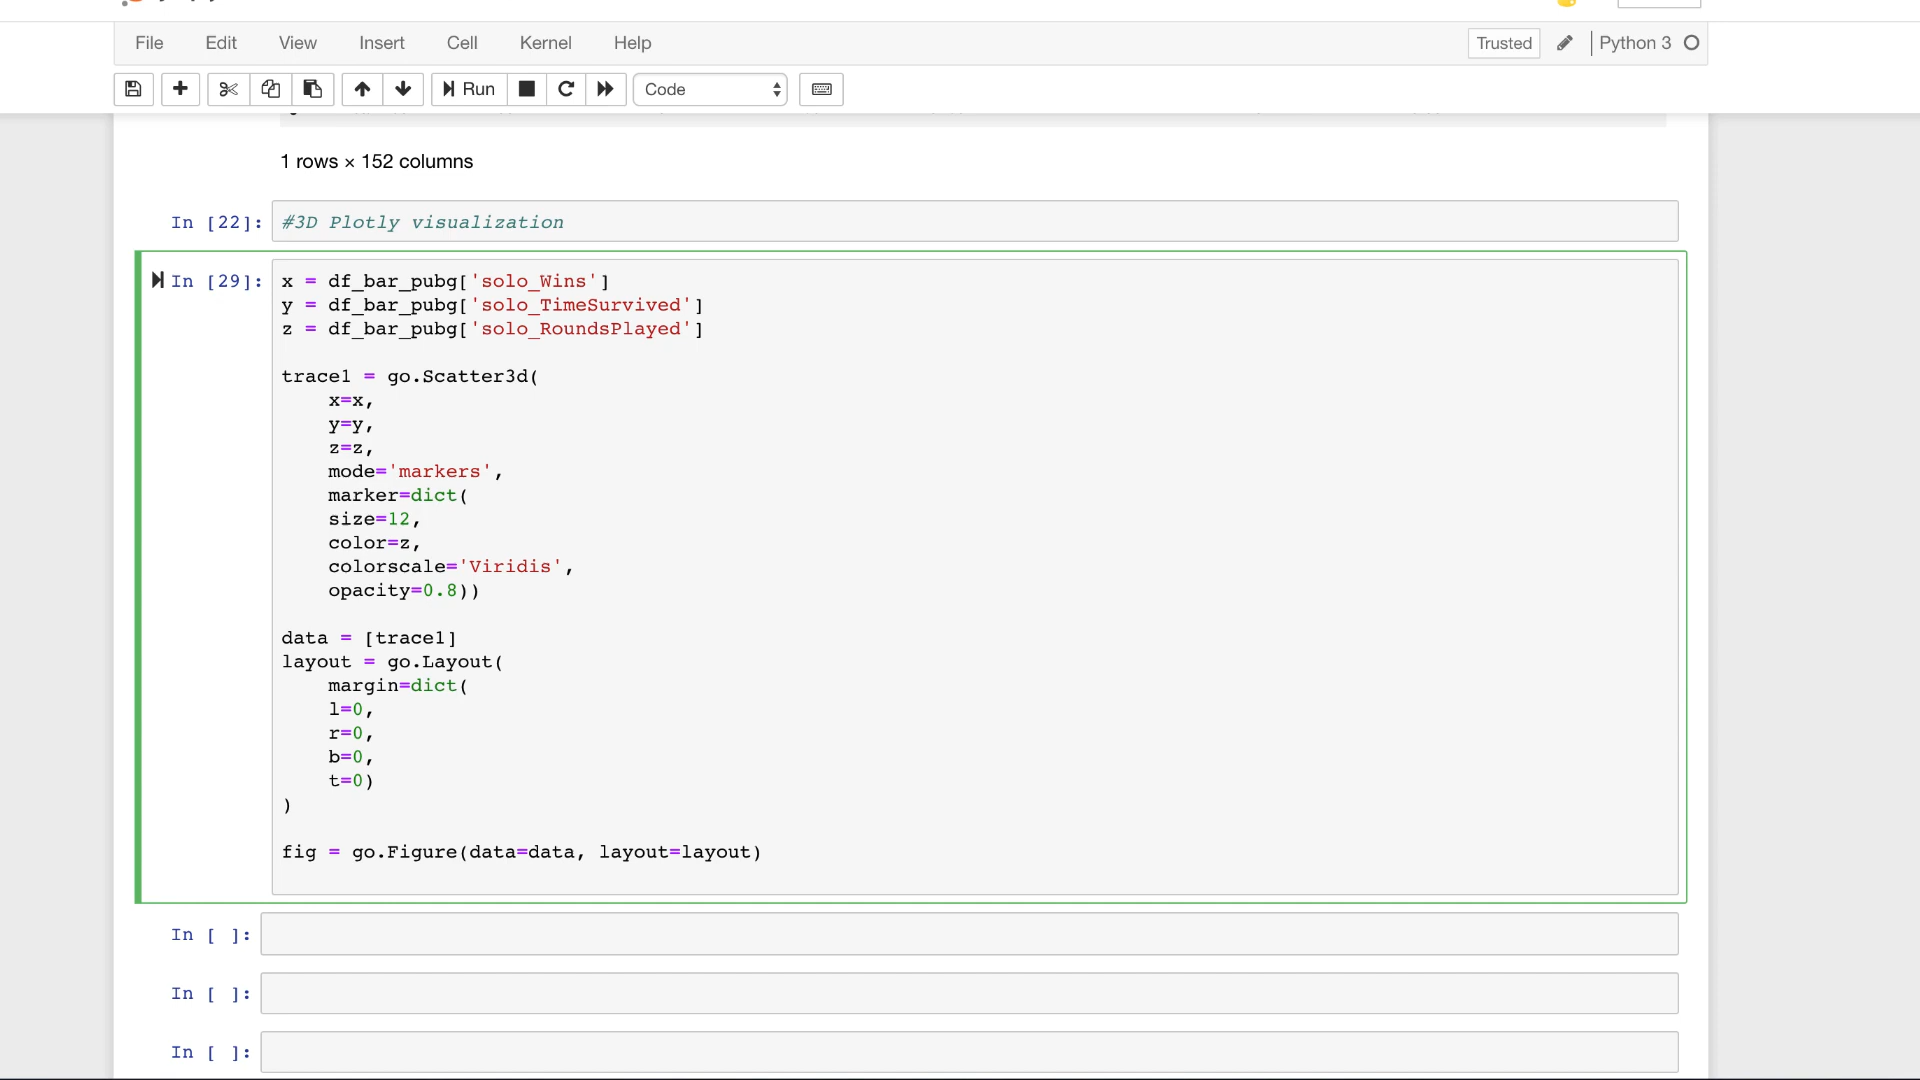 File Edit View Insert Cell Kernel Help Trusted Python 3
Run Code
1 rows × 152 columns
In [22]: #3D Plotly visualization
In [29]: x = df_bar_pubg['solo_Wins']
y = df_bar_pubg['solo_TimeSurvived']
z = df_bar_pubg['solo_RoundsPlayed']
trace1 = go.Scatter3d(
x=x,
y=y,
z=z,
mode='markers',
marker=dict(
size=12,
color=z,
colorscale='Viridis',
opacity=0.8))
data = [trace1]
layout = go.Layout(
margin=dict(
l=0,
r=0,
b=0,
t=0)
)
fig = go.Figure(data=data, layout=layout)
In [ ]:
In [ ]:
In [ ]: